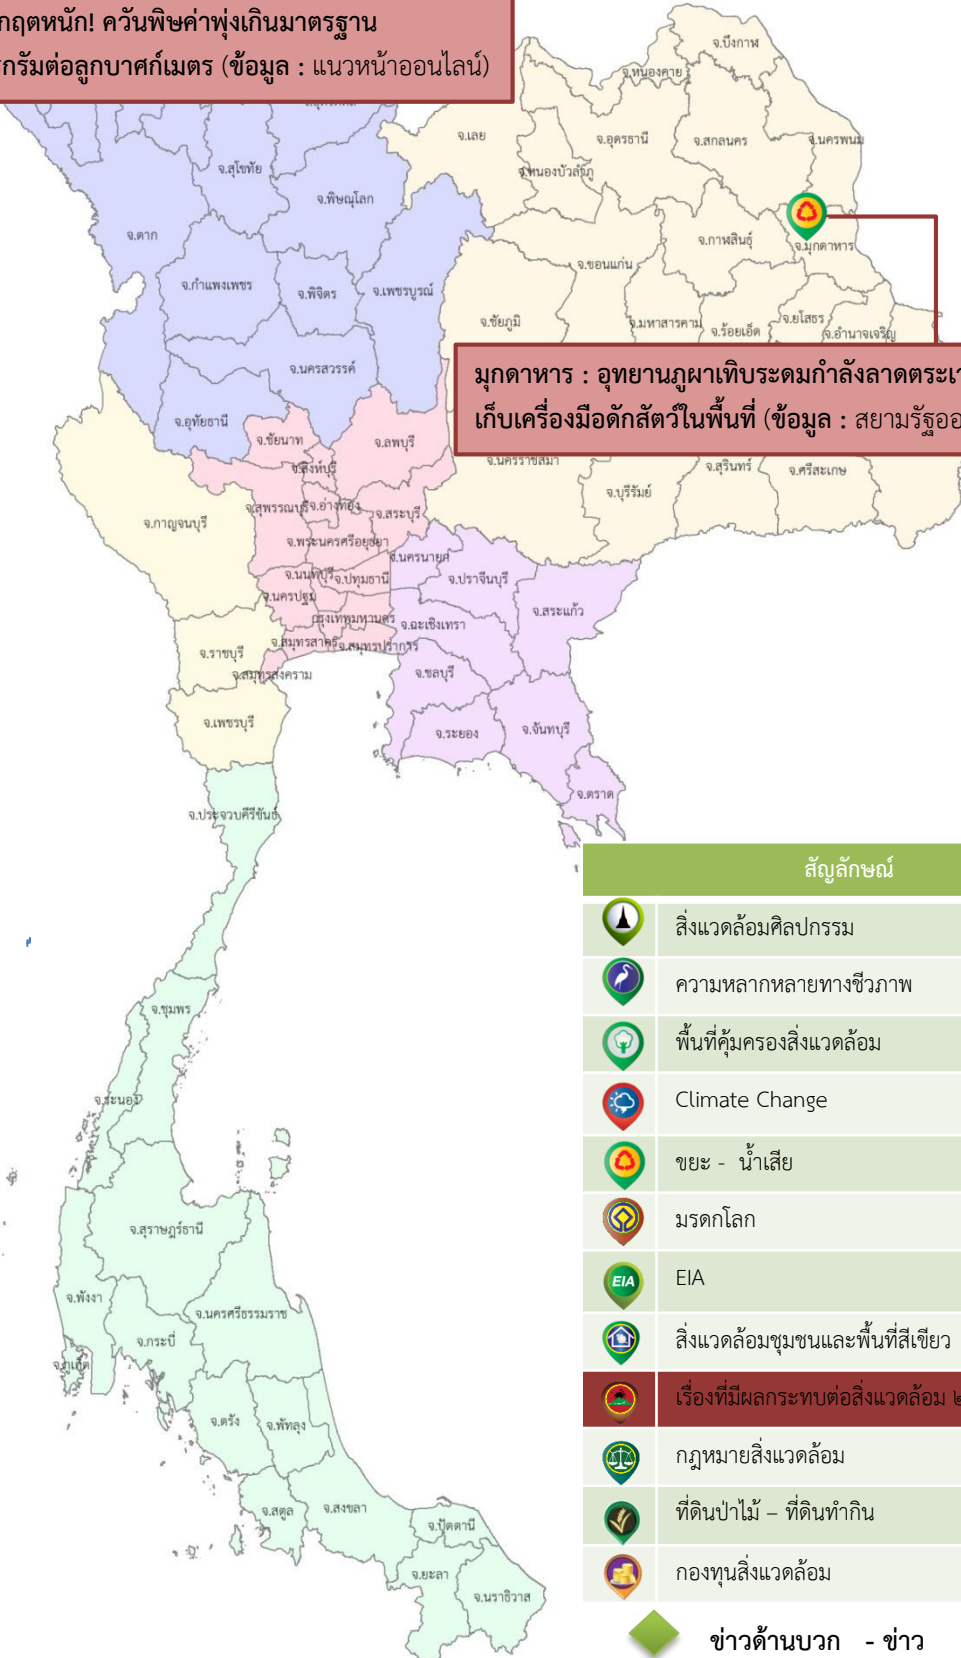 กฤตหนัก! ควันพิษค่าพุ่งเกินมาตรฐาน
รกรัมต่อลูกบาศก์เมตร (ข้อมูล : แนวหน้าออนไลน์)
จ.บึงกาฬ
จ.หนองคาย
จ.เลย
จ.อุดรธานี
จ.สกลนคร
จ.นครพนม
จ.หนองบัวลำภู
จ.สุโขทัย
จ.พิษณุโลก
จ.ตาก
จ.กาฬสินธุ์
จ.มุกดาหาร
จ.ขอนแก่น
จ.กำแพงเพชร
จ.พิจิตร
จ.เพชรบูรณ์
จ.ชัยภูมิ
จ.มหาสารคาม
จ.ร้อยเอ็ด
จ.ยโสธร
จ.อำนาจเจริญ
จ.นครสวรรค์
มุกดาหาร : อุทยานภูผาเทิบระดมกำลังลาดตระเว
เก็บเครื่องมือดักสัตว์ในพื้นที่ (ข้อมูล : สยามรัฐออ
จ.อุทัยธานี
จ.ชัยนาท
จ.ลพบุรี
จ.สิงห์บุรี
จ.นครราชสีมา
จ.สุรินทร์
จ.ศรีสะเกษ
จ.บุรีรัมย์
จ.กาญจนบุรี
จ.สุพรรณบุรี
จ.อ่างทอง
จ.สระบุรี
จ.พระนครศรีอยุธยา
จ.นครนายก
จ.นนทบุรี
จ.ปทุมธานี
จ.ปราจีนบุรี
จ.นครปฐม
กรุงเทพมหานคร
จ.ฉะเชิงเทรา
จ.สระแก้ว
จ.สมุทรสาคร
จ.สมุทรปราการ
จ.ราชบุรี
จ.สมุทรสงคราม
จ.ชลบุรี
จ.เพชรบุรี
จ.ระยอง
จ.จันทบุรี
จ.ตราด
จ.ประจวบคีรีขันธ์
จ.ชุมพร
จ.ระนอง
จ.สุราษฎร์ธานี
จ.พังงา
จ.นครศรีธรรมราช
จ.กระบี่
จ.ภูเก็ต
จ.ตรัง
จ.พัทลุง
จ.สตูล
จ.สงขลา
จ.ปัตตานี
จ.ยะลา
จ.นราธิวาส
สัญลักษณ์
สิ่งแวดล้อมศิลปกรรม
ความหลากหลายทางชีวภาพ
พื้นที่คุ้มครองสิ่งแวดล้อม
Climate Change
ขยะ - น้ำเสีย
มรดกโลก
EIA EIA
สิ่งแวดล้อมชุมชนและพื้นที่สีเขียว
เรื่องที่มีผลกระทบต่อสิ่งแวดล้อม
กฎหมายสิ่งแวดล้อม
ที่ดินป่าไม้ – ที่ดินทำกิน
กองทุนสิ่งแวดล้อม
ข่าวด้านบวก - ข่าว